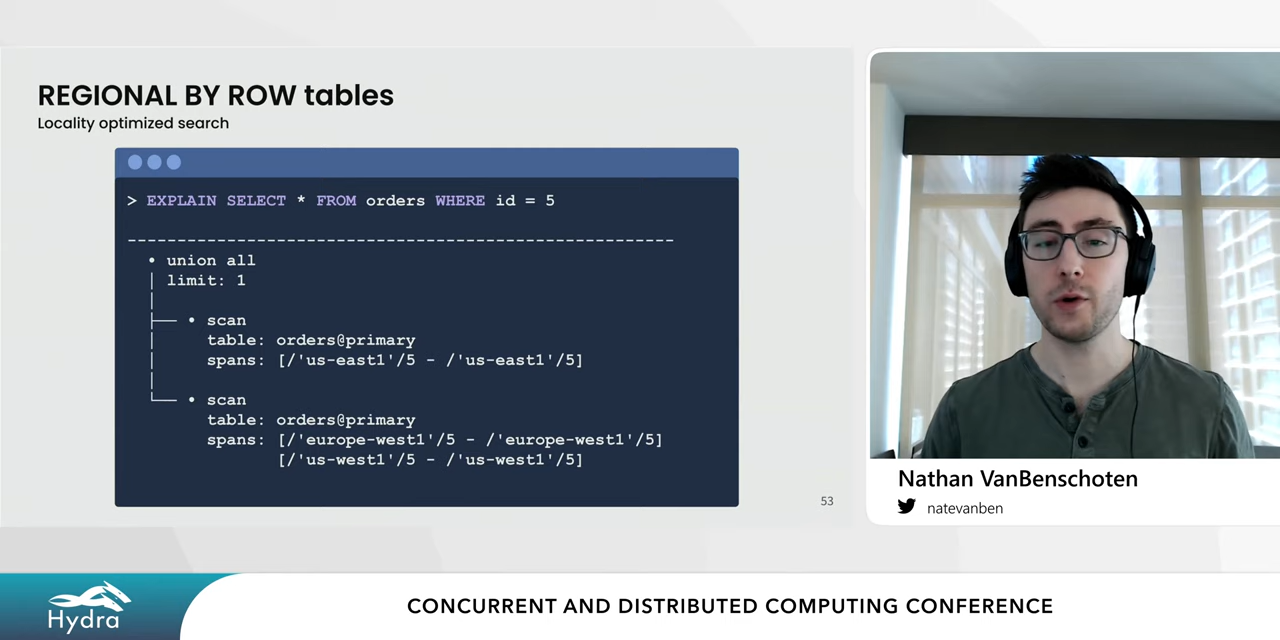 REGIONAL BY ROW tables
Locality optimized search
> EXPLAIN SELECT * FROM orders WHERE id = 5
-------------------------------------------------------
• union all
limit: 1
• scan
table: orders@primary
spans: [/'us-east1'/5 - /'us-east1'/5]
• scan
table: orders@primary
spans: [/'europe-west1'/5 - /'europe-west1'/5]
[/'us-west1'/5 - /'us-west1'/5]
53
Nathan VanBenschoten
natevanben
Hydra
CONCURRENT AND DISTRIBUTED COMPUTING CONFERENCE